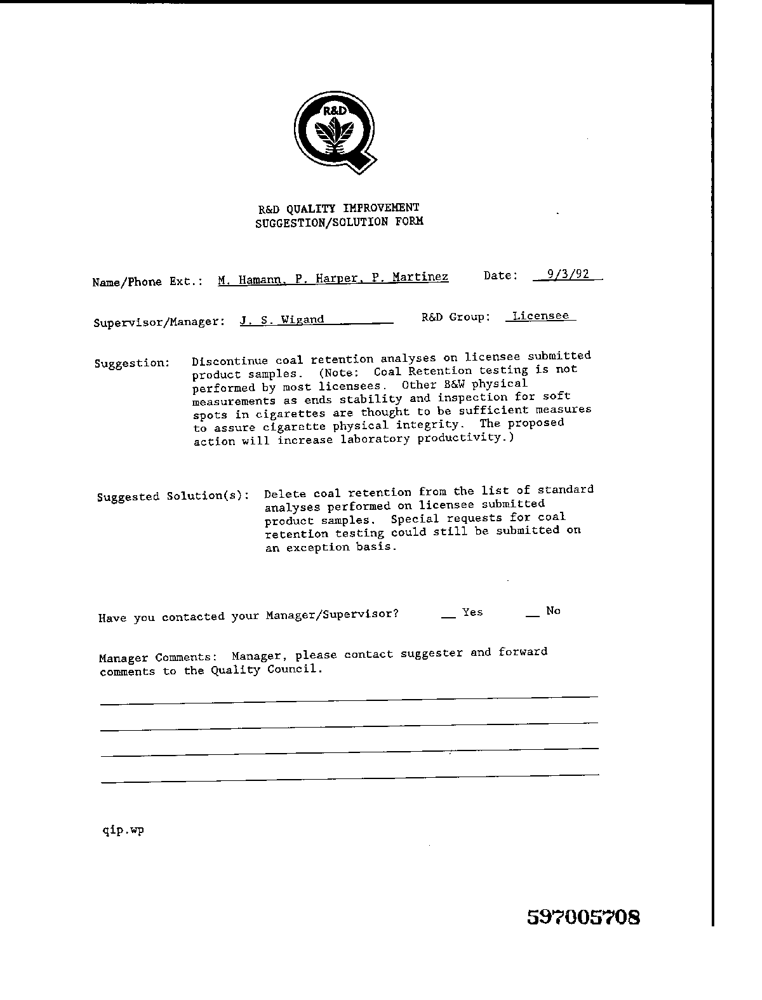 R&D
R&D QUALITY IMPROVEMENT
SUGGESTION/SOLUTION FORM
Name/Phone Ext.: M. Hamann, P. Harper, P. Martinez Date: 9/3/92
Supervisor/Manager: J. S. Wigand R&D Group: Licensee
Suggestion: Discontinue coal retention analyses on licensee submitted
product samples. (Note: Coal Retention testing is not
performed by most licensees. Other B&W physical
measurements as ends stability and inspection for soft
spots in cigarettes are thought to be sufficient measures
to assure cigarette physical integrity. The proposed
action will increase laboratory productivity.)
Suggested Solution(s): Delete coal retention from the list of standard
analyses performed on licensee submitted
product samples. Special requests for coal
retention testing could still be submitted on
an exception basis.
Have you contacted your Manager/Supervisor? __ Yes __ No
Manager Comments: Manager, please contact suggester and forward
comments to the Quality Council.
qip.wp
597005708